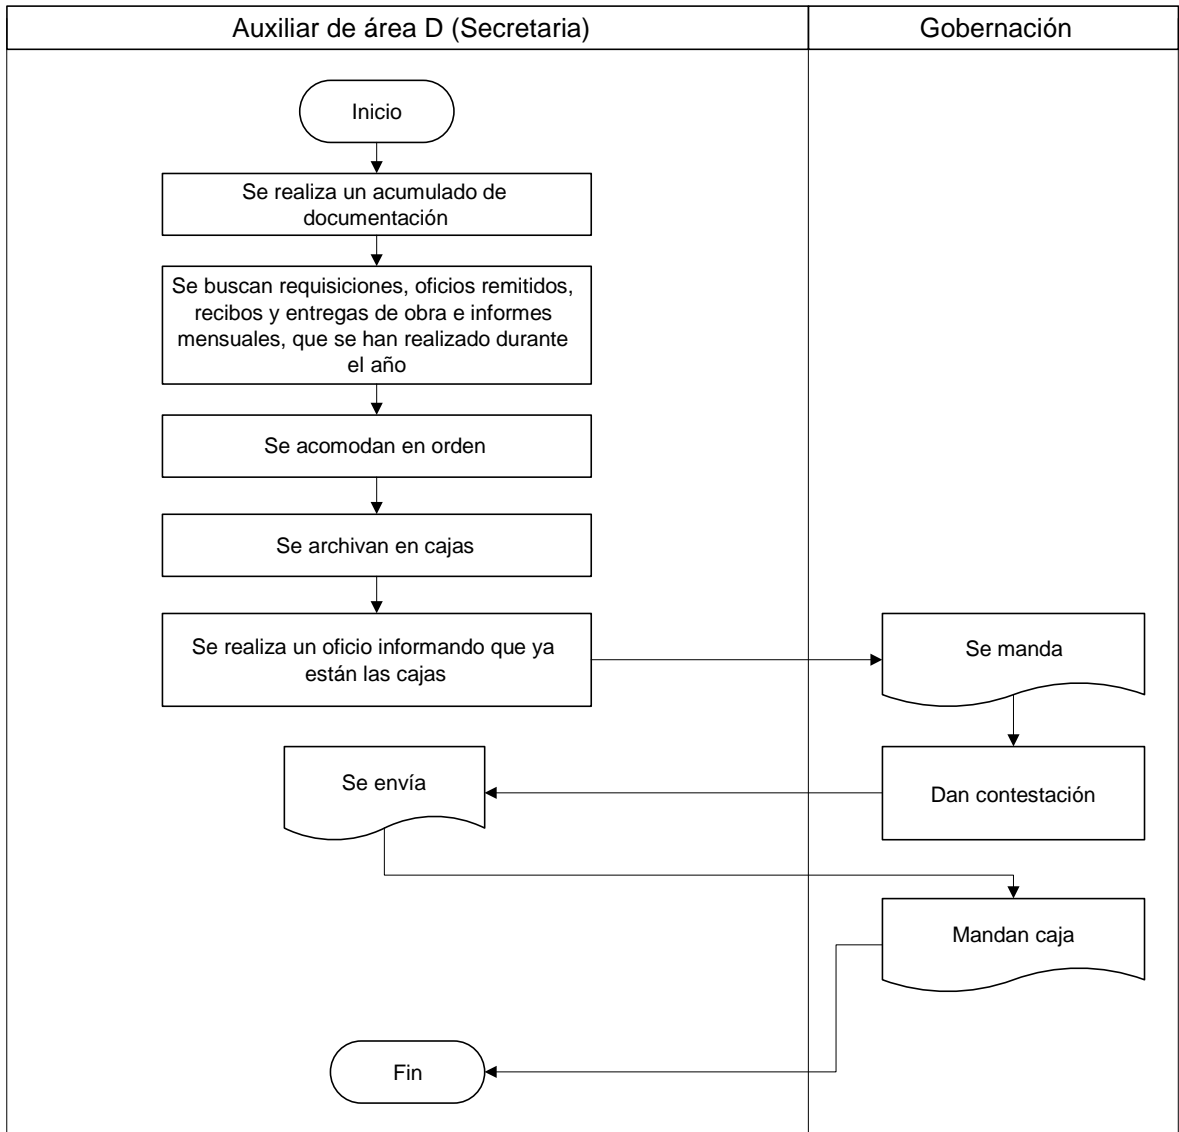 Auxiliar de área D (Secretaria)
Gobernación
Inicio
Se realiza un acumulado de
documentación
Se buscan requisiciones, oficios remitidos,
recibos y entregas de obra e informes
mensuales, que se han realizado durante
el año
Se acomodan en orden
Se archivan en cajas
Se realiza un oficio informando que ya
están las cajas
Se manda
Dan contestación
Se envía
Mandan caja
Fin